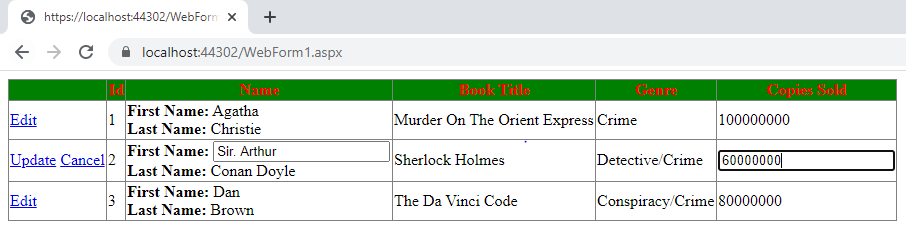 https://localhost:44302/WebForm
localhost:44302/WebForm1.aspx
Id Name Book Title Genre Copies Sold
Edit 1 First Name: Agatha Murder On The Orient Express Crime 100000000
Last Name: Christie
Update Cancel 2 First Name: Sir. Arthur Sherlock Holmes Detective/Crime 60000000
Last Name: Conan Doyle
Edit 3 First Name: Dan The Da Vinci Code Conspiracy/Crime 80000000
Last Name: Brown